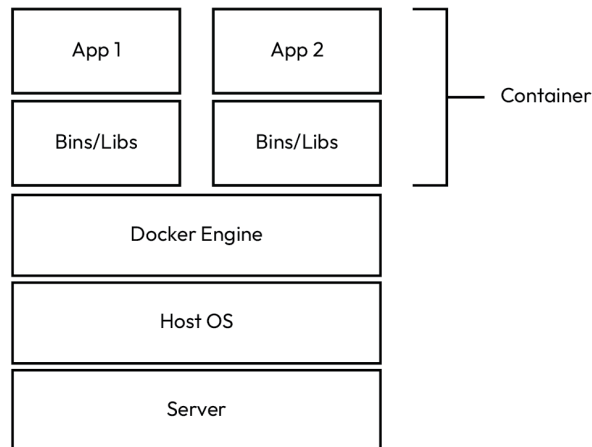 App 1
App 2
Container
Bins/Libs
Bins/Libs
Docker Engine
Host OS
Server